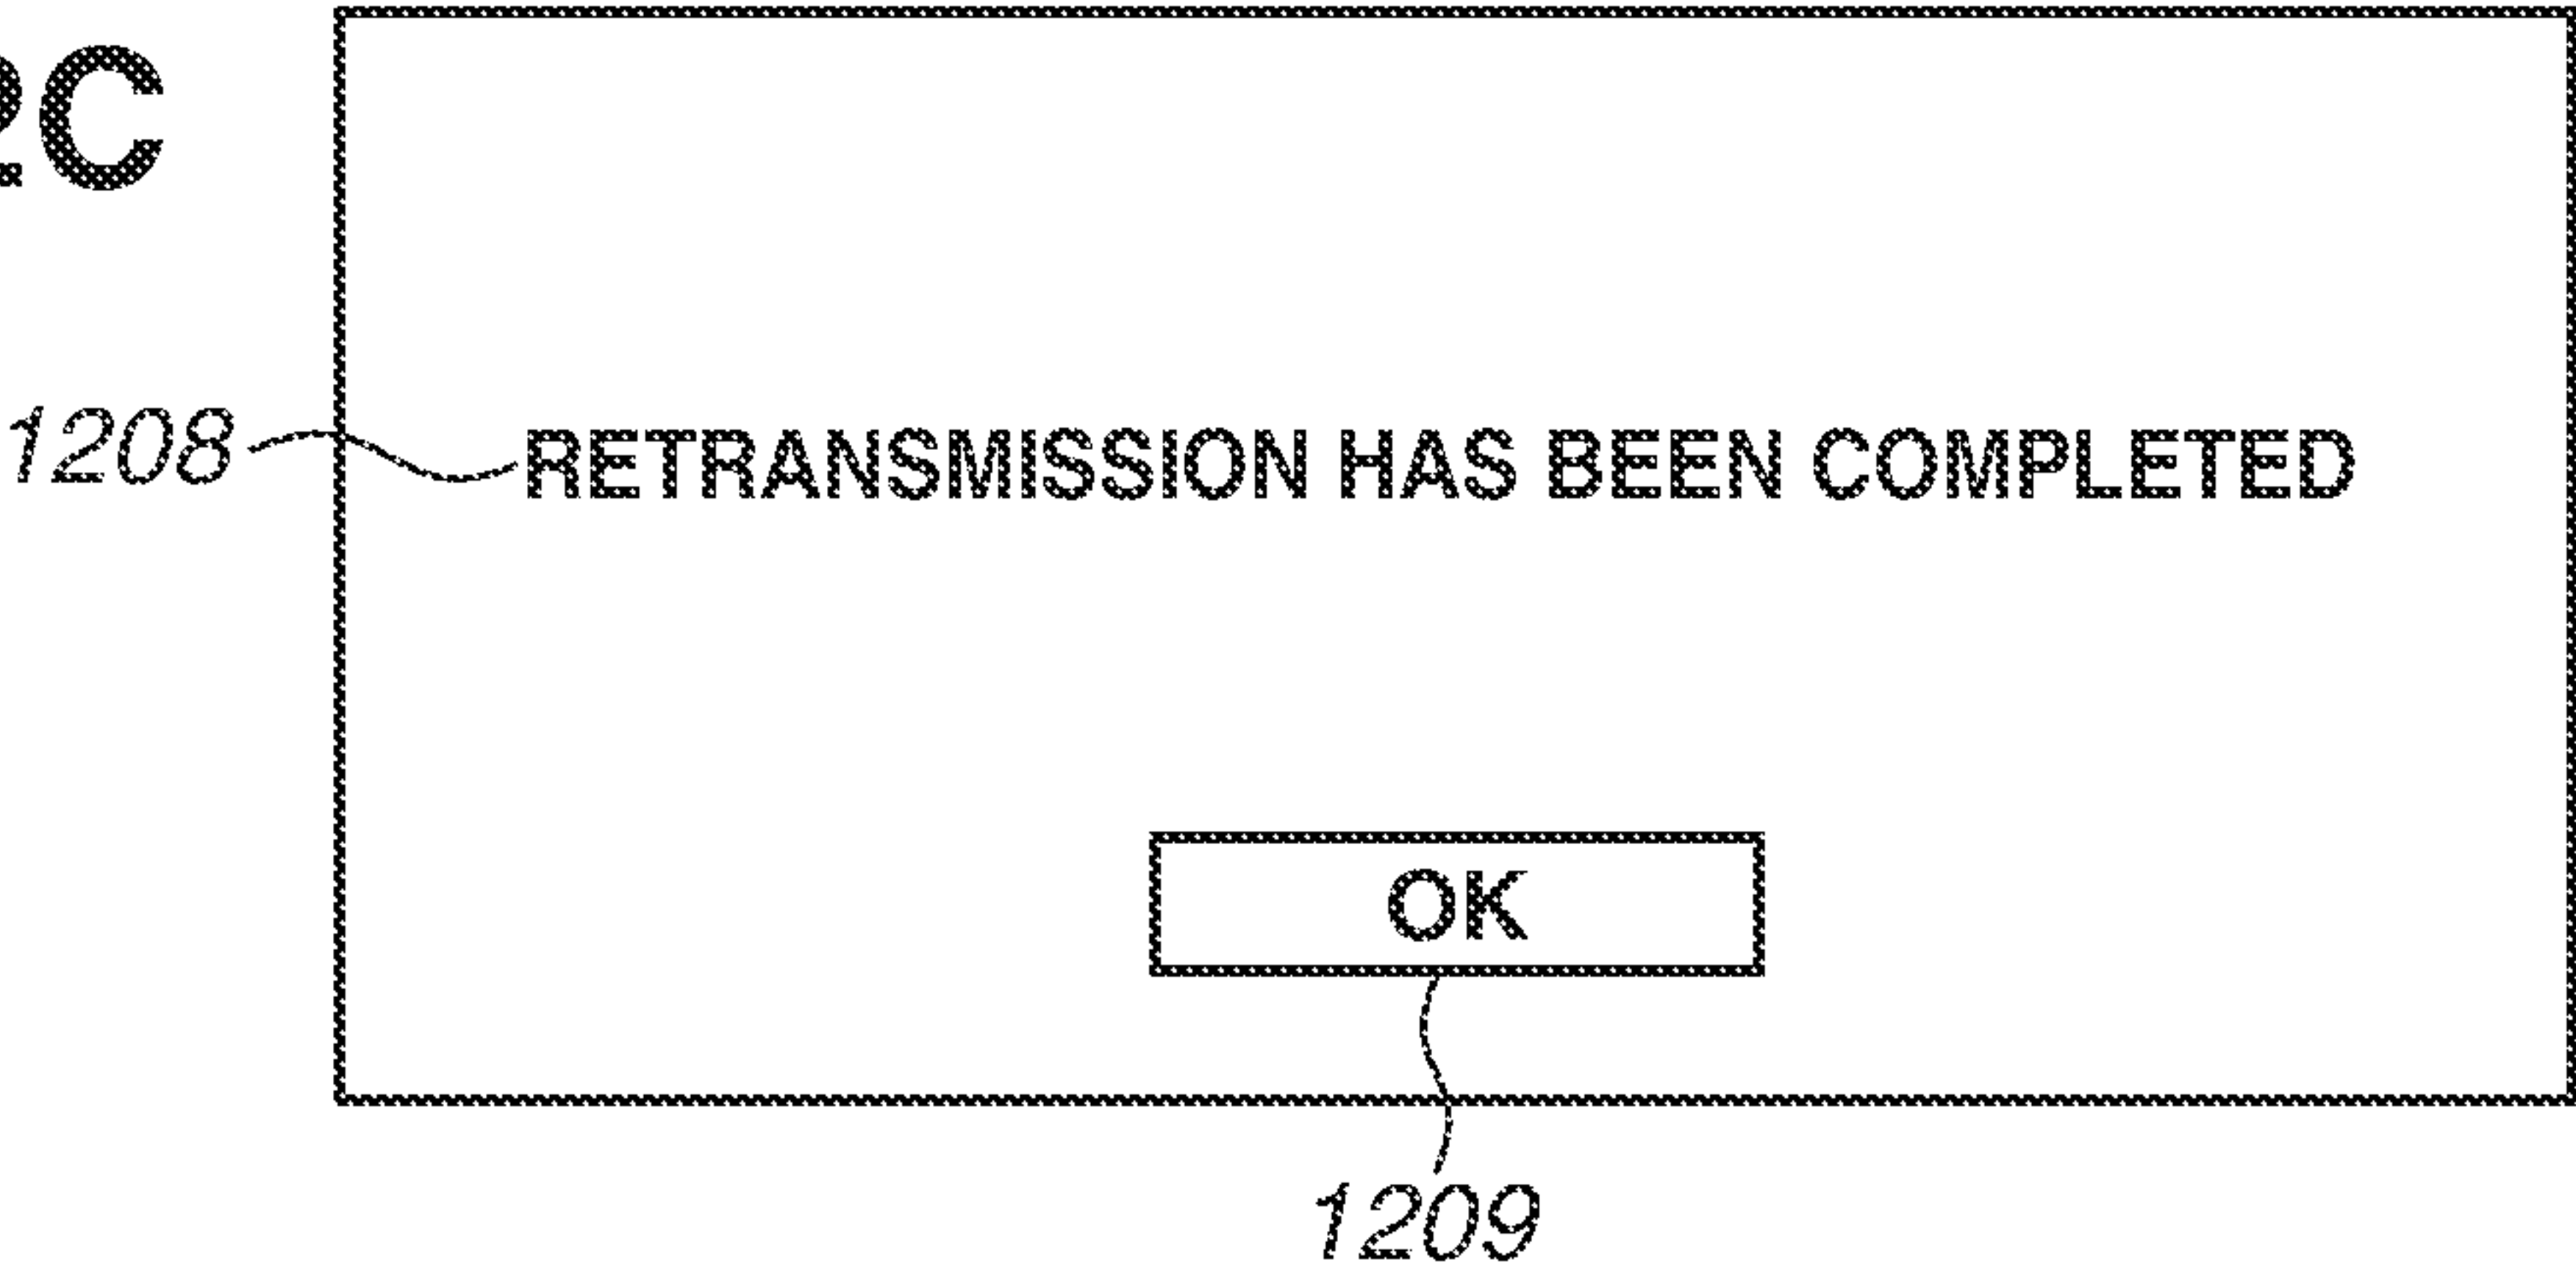 2C
1208
RETRANSMISSION HAS BEEN COMPLETED
OK
1209